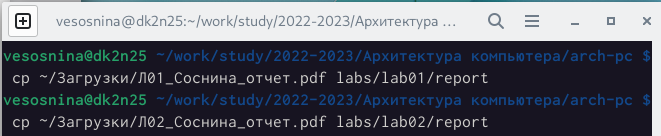 vesosnina@dk2n25:~/work/study/2022-2023/Архитектура ...
vesosnina@dk2n25 ~/work/study/2022-2023/Архитектура компьютера/arch-pc $
cp ~/Загрузки/Л01_Соснина_отчет.pdf labs/lab01/report
vesosnina@dk2n25 ~/work/study/2022-2023/Архитектура компьютера/arch-pc $
cp ~/Загрузки/Л02_Соснина_отчет.pdf labs/lab02/report